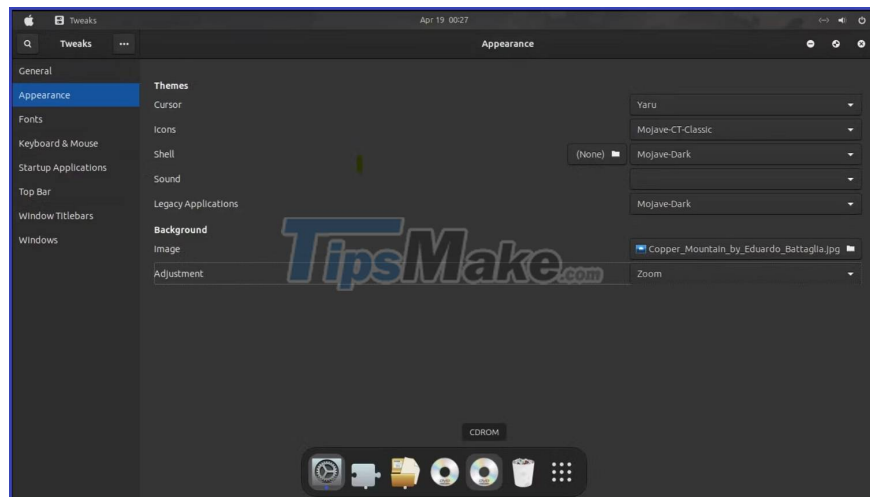 Tweaks
Apr 19 00:27
Tweaks
Appearance
General
Appearance
Fonts
Keyboard & Mouse
Startup Applications
Top Bar
Window Titlebars
Windows
Themes
Cursor
Yaru
Icons
Mojave-CT-Classic
Shell
(None)
Mojave-Dark
Sound
Legacy Applications
Mojave-Dark
Background
Image
Copper_Mountain_by_Eduardo_Battaglia.jpg
Adjustment
Zoom
TipsMake.com
CDROM